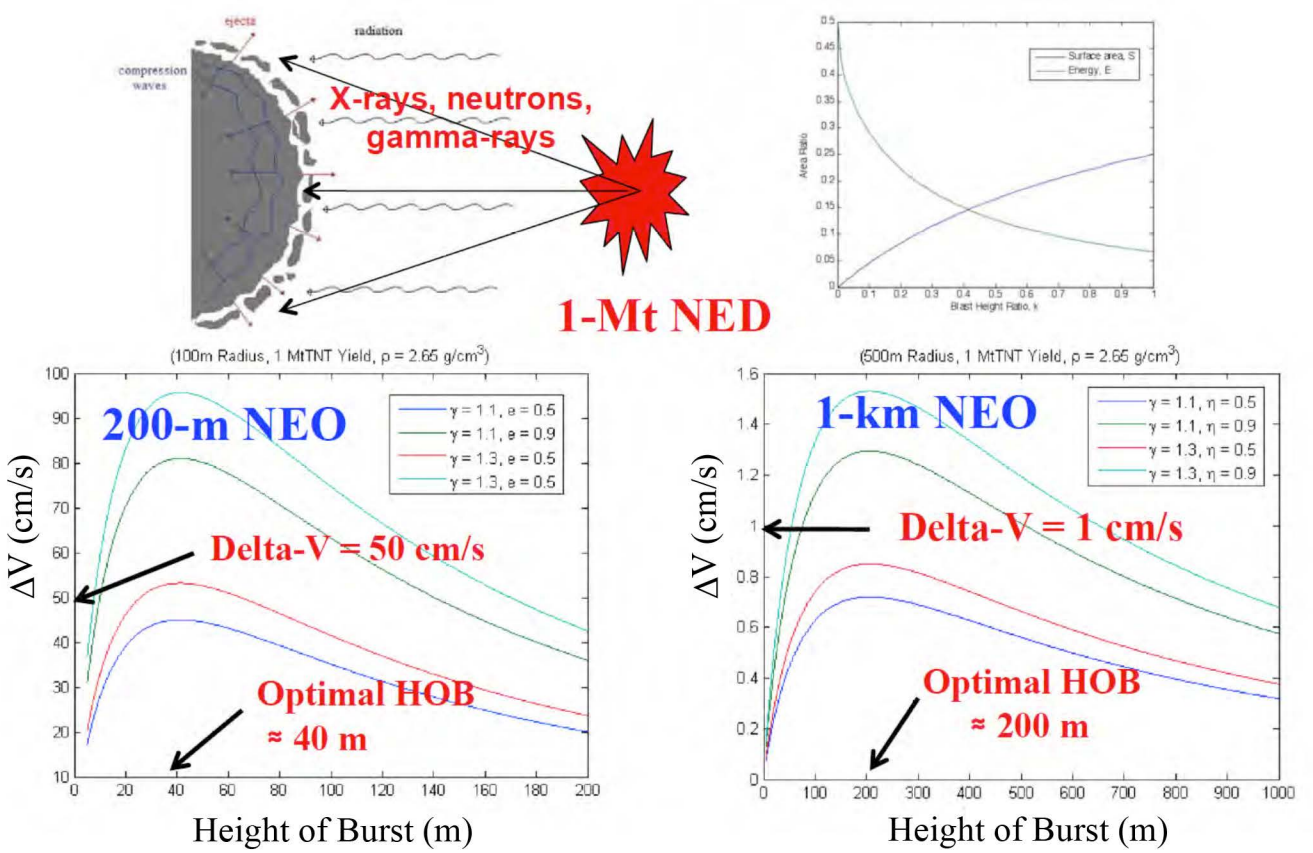 ejecta
radiation
compression
waves
X-rays, neutrons,
gamma-rays
1-Mt NED
0.5
0.45
0.4
0.35
0.3
0.25
0.2
0.15
0.1
0.05
0
Area Ratio
Surface area, S
Energy, E
0 0.1 0.2 0.3 0.4 0.5 0.6 0.7 0.8 0.9 1
Blast Height Ratio, k
(100m Radius, 1 MtTNT Yield, ρ = 2.65 g/cm³)
200-m NEO
γ = 1.1, e = 0.5
γ = 1.1, e = 0.9
γ = 1.3, e = 0.5
γ = 1.3, e = 0.5
Delta-V = 50 cm/s
Optimal HOB
≈ 40 m
100
90
80
70
60
50
40
30
20
10
ΔV (cm/s)
0 20 40 60 80 100 120 140 160 180 200
Height of Burst (m)
(500m Radius, 1 MtTNT Yield, ρ = 2.65 g/cm³)
1-km NEO
γ = 1.1, η = 0.5
γ = 1.1, η = 0.9
γ = 1.3, η = 0.5
γ = 1.3, η = 0.9
Delta-V = 1 cm/s
Optimal HOB
≈ 200 m
1.6
1.4
1.2
1
0.8
0.6
0.4
0.2
0
ΔV (cm/s)
0 100 200 300 400 500 600 700 800 900 1000
Height of Burst (m)